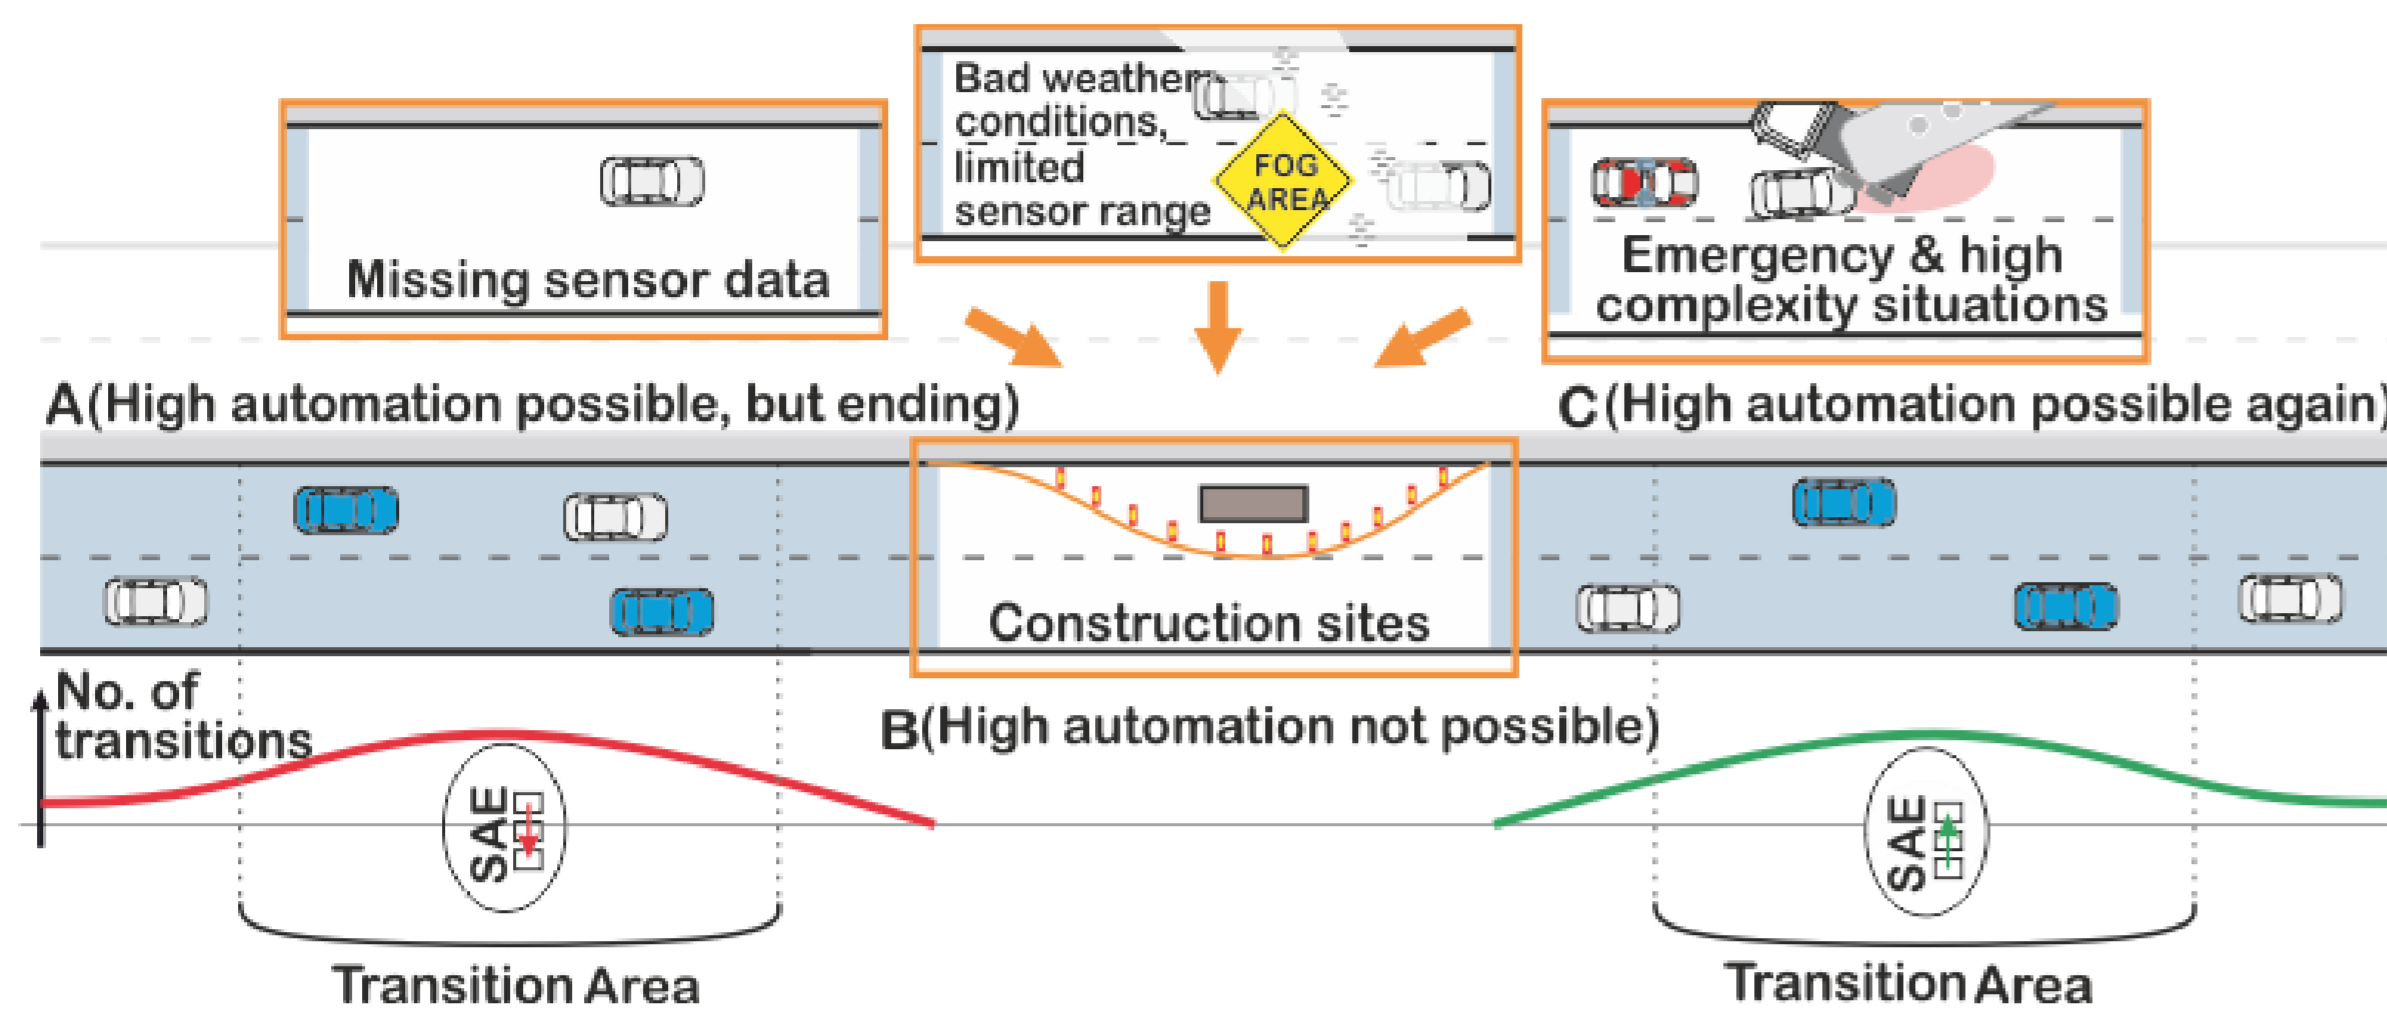 Missing sensor data
Bad weather
conditions,
limited
sensor range
FOG
AREA
Emergency & high
complexity situations
A(High automation possible, but ending)
C(High automation possible again)
Construction sites
No. of
transitions
B(High automation not possible)
SAE
SAE
Transition Area
Transition Area